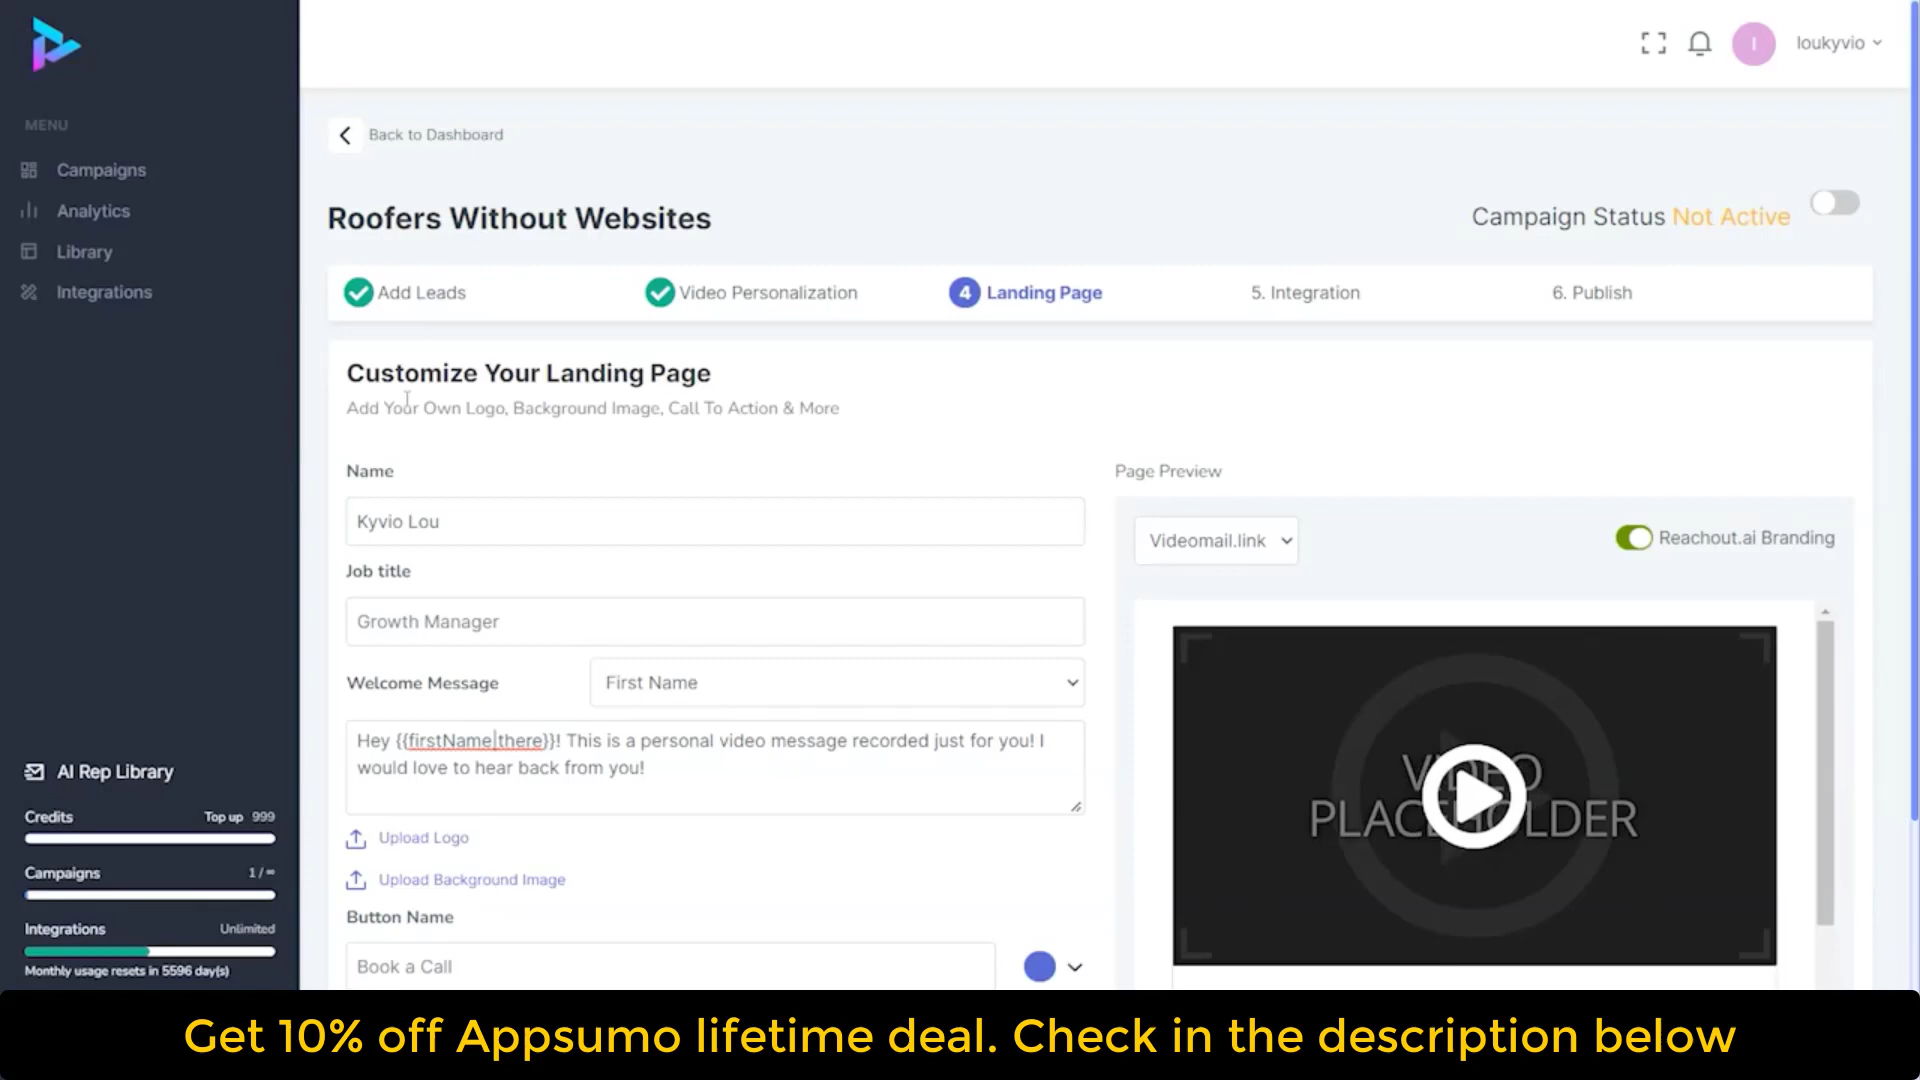 loukyvio
MENU
Campaigns
Analytics
Library
Integrations
Back to Dashboard
Roofers Without Websites
Campaign Status Not Active
Add Leads
Video Personalization
4 Landing Page
5. Integration
6. Publish
Customize Your Landing Page
Add Your Own Logo, Background Image, Call To Action & More
Name
Kyvio Lou
Job title
Growth Manager
Welcome Message
First Name
Hey {{firstName|there}}! This is a personal video message recorded just for you! I
would love to hear back from you!
Upload Logo
Upload Background Image
Button Name
Book a Call
Page Preview
Videomail.link
Reachout.ai Branding
VIDEO
PLACEHOLDER
AI Rep Library
Credits
Top up 999
Campaigns
1 / ∞
Integrations
Unlimited
Monthly usage resets in 5596 day(s)
Get 10% off Appsumo lifetime deal. Check in the description below